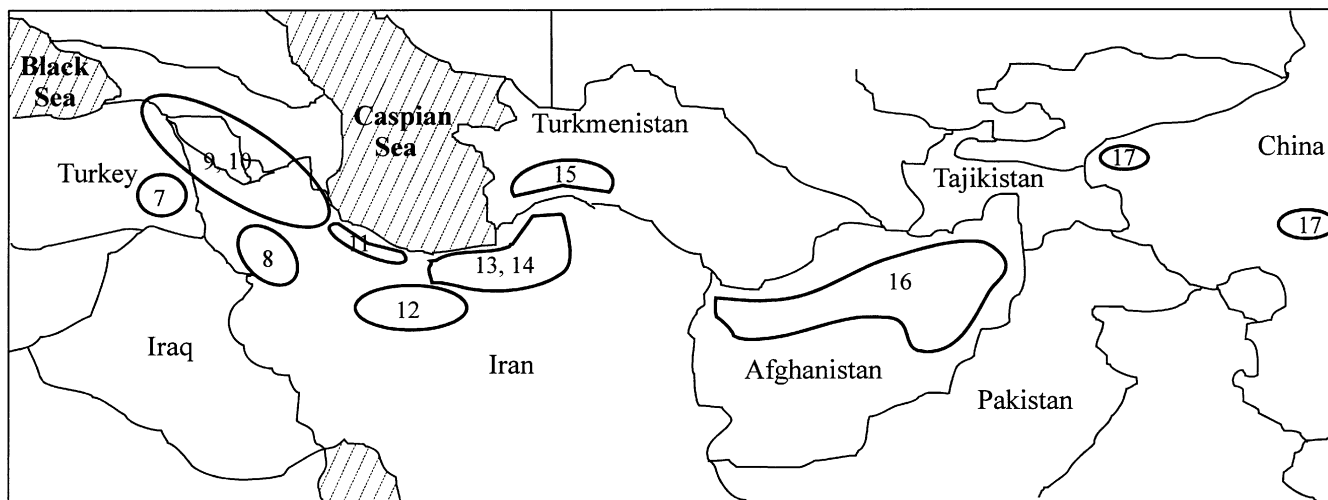 Black
Sea
Caspian
Sea
Turkmenistan
China
Turkey
9, 10
15
Tajikistan
17
7
17
8
11
13, 14
16
12
Iraq
Iran
Afghanistan
Pakistan